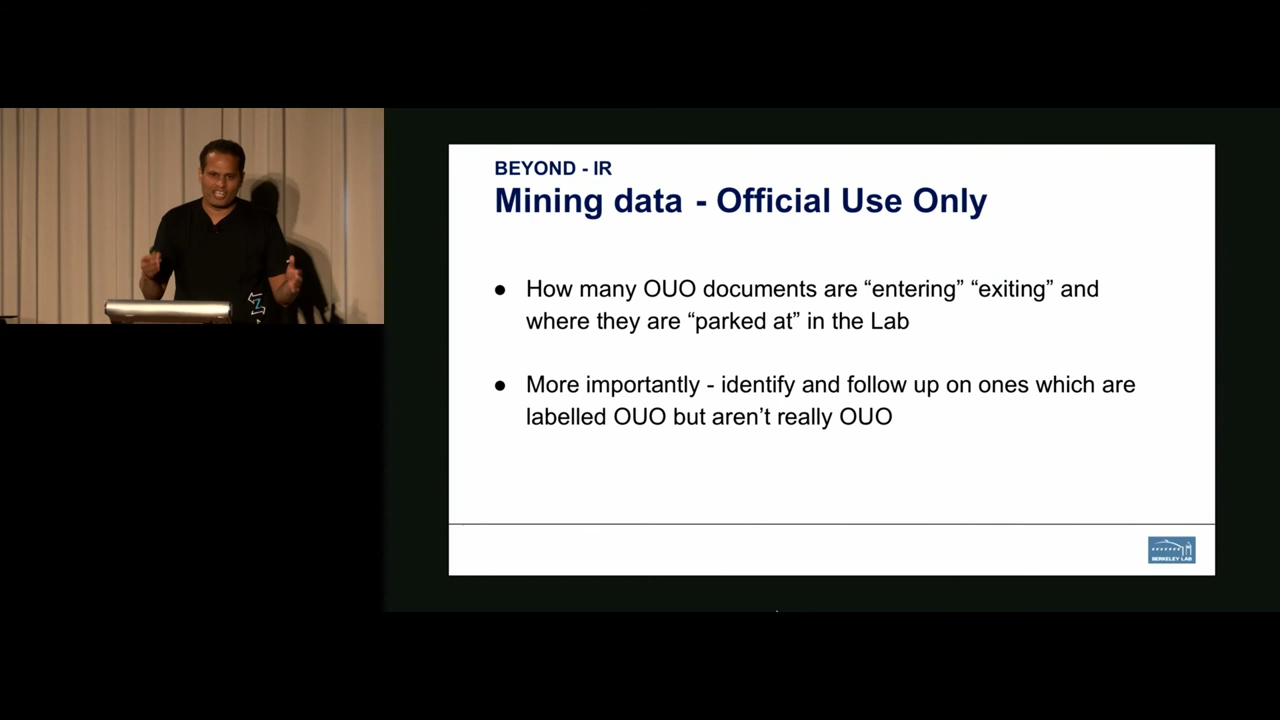 BEYOND - IR
Mining data - Official Use Only
● How many OUO documents are “entering” “exiting” and
where they are “parked at” in the Lab
● More importantly - identify and follow up on ones which are
labelled OUO but aren’t really OUO
BERKELEY LAB